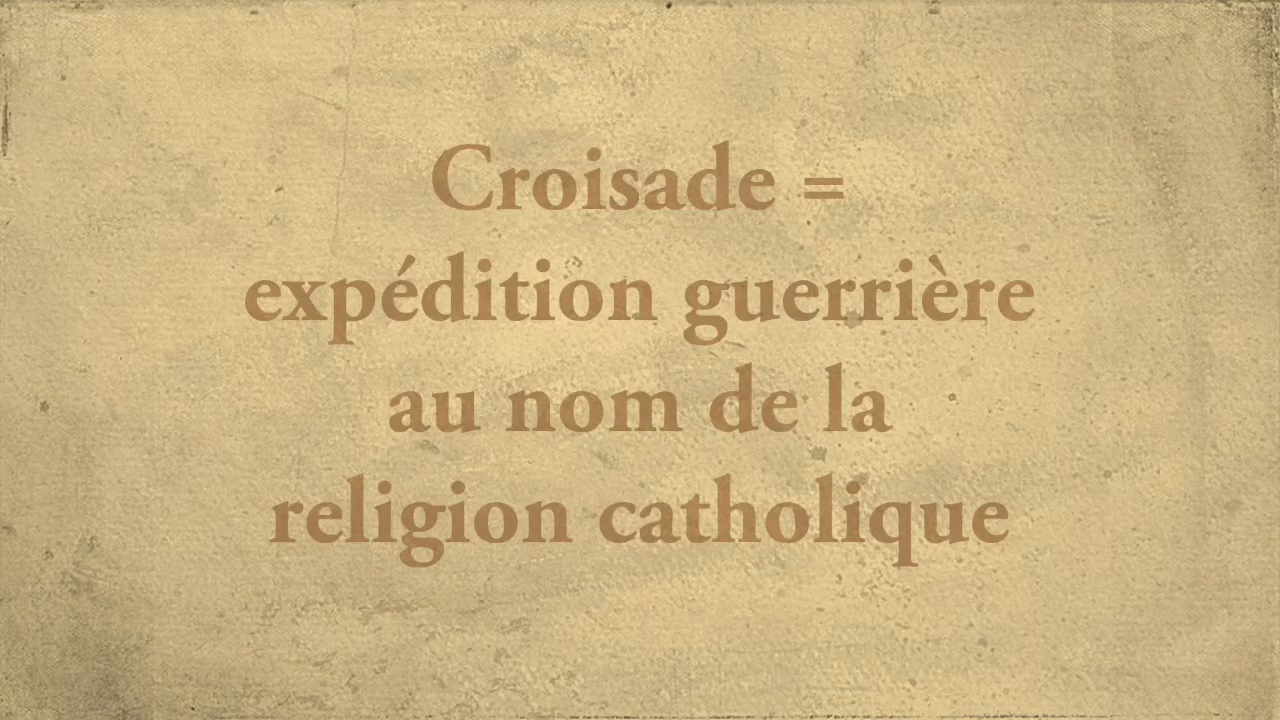 Croisade =
expédition guerrière
au nom de la
religion catholique